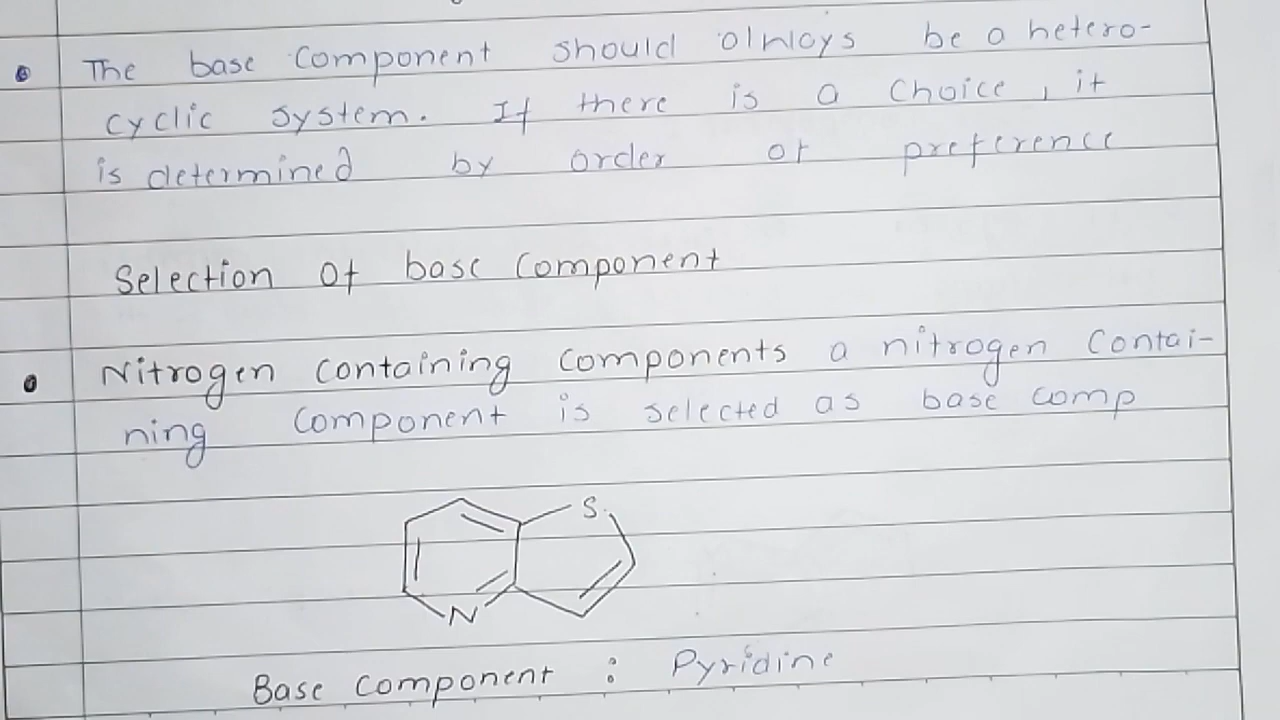 The base component should always be a hetero-
cyclic system. If there is a choice, it
is determined by order of preference
Selection of base component
Nitrogen containing components a nitrogen contai-
ning component is selected as base comp
S
N
Base component : Pyridine